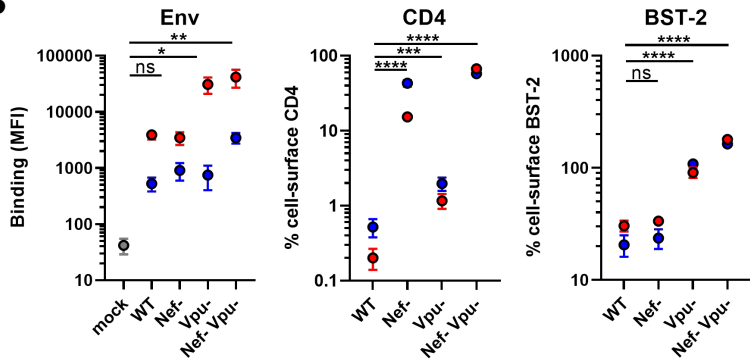 Env
Binding (MFI)
100000
10000
1000
100
10
**
*
ns
mock
WT
Nef-
Vpu-
Nef- Vpu-
CD4
% cell-surface CD4
100
10
1
0.1
****
***
****
WT
Nef-
Vpu-
Nef- Vpu-
BST-2
% cell-surface BST-2
1000
100
10
****
****
ns
WT
Nef-
Vpu-
Nef- Vpu-